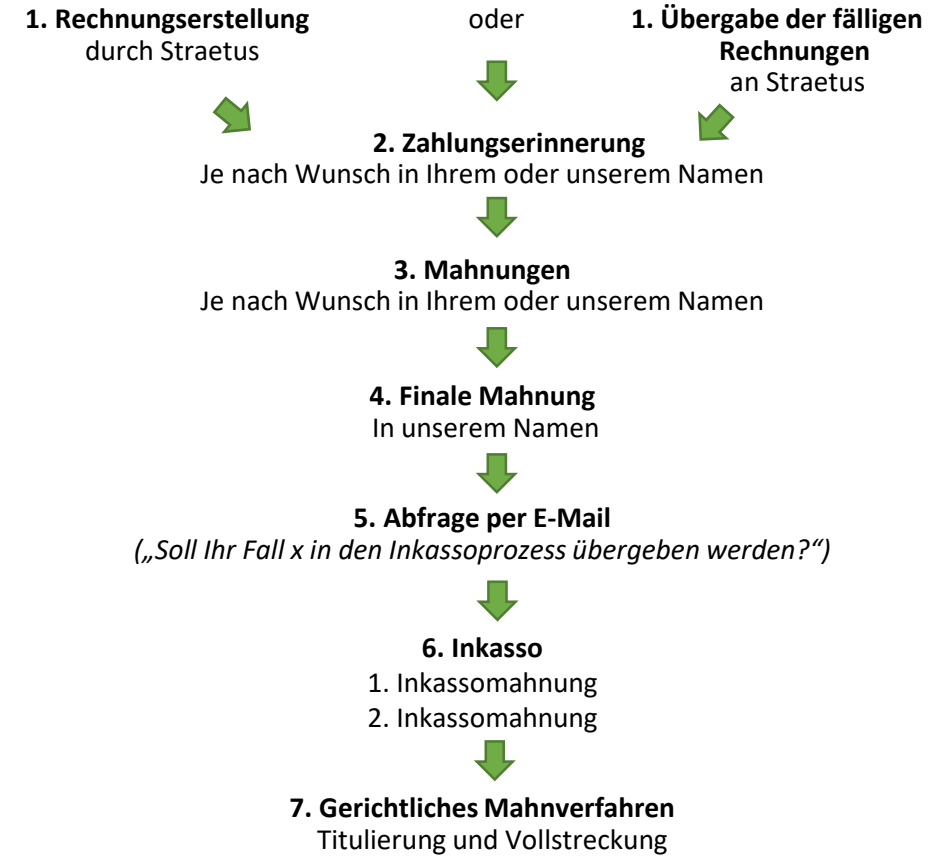 1. Rechnungserstellung
durch Straetus
oder
1. Übergabe der fälligen
Rechnungen
an Straetus
2. Zahlungserinnerung
Je nach Wunsch in Ihrem oder unserem Namen
3. Mahnungen
Je nach Wunsch in Ihrem oder unserem Namen
4. Finale Mahnung
In unserem Namen
5. Abfrage per E-Mail
(„Soll Ihr Fall x in den Inkassoprozess übergeben werden?“)
6. Inkasso
1. Inkassomahnung
2. Inkassomahnung
7. Gerichtliches Mahnverfahren
Titulierung und Vollstreckung